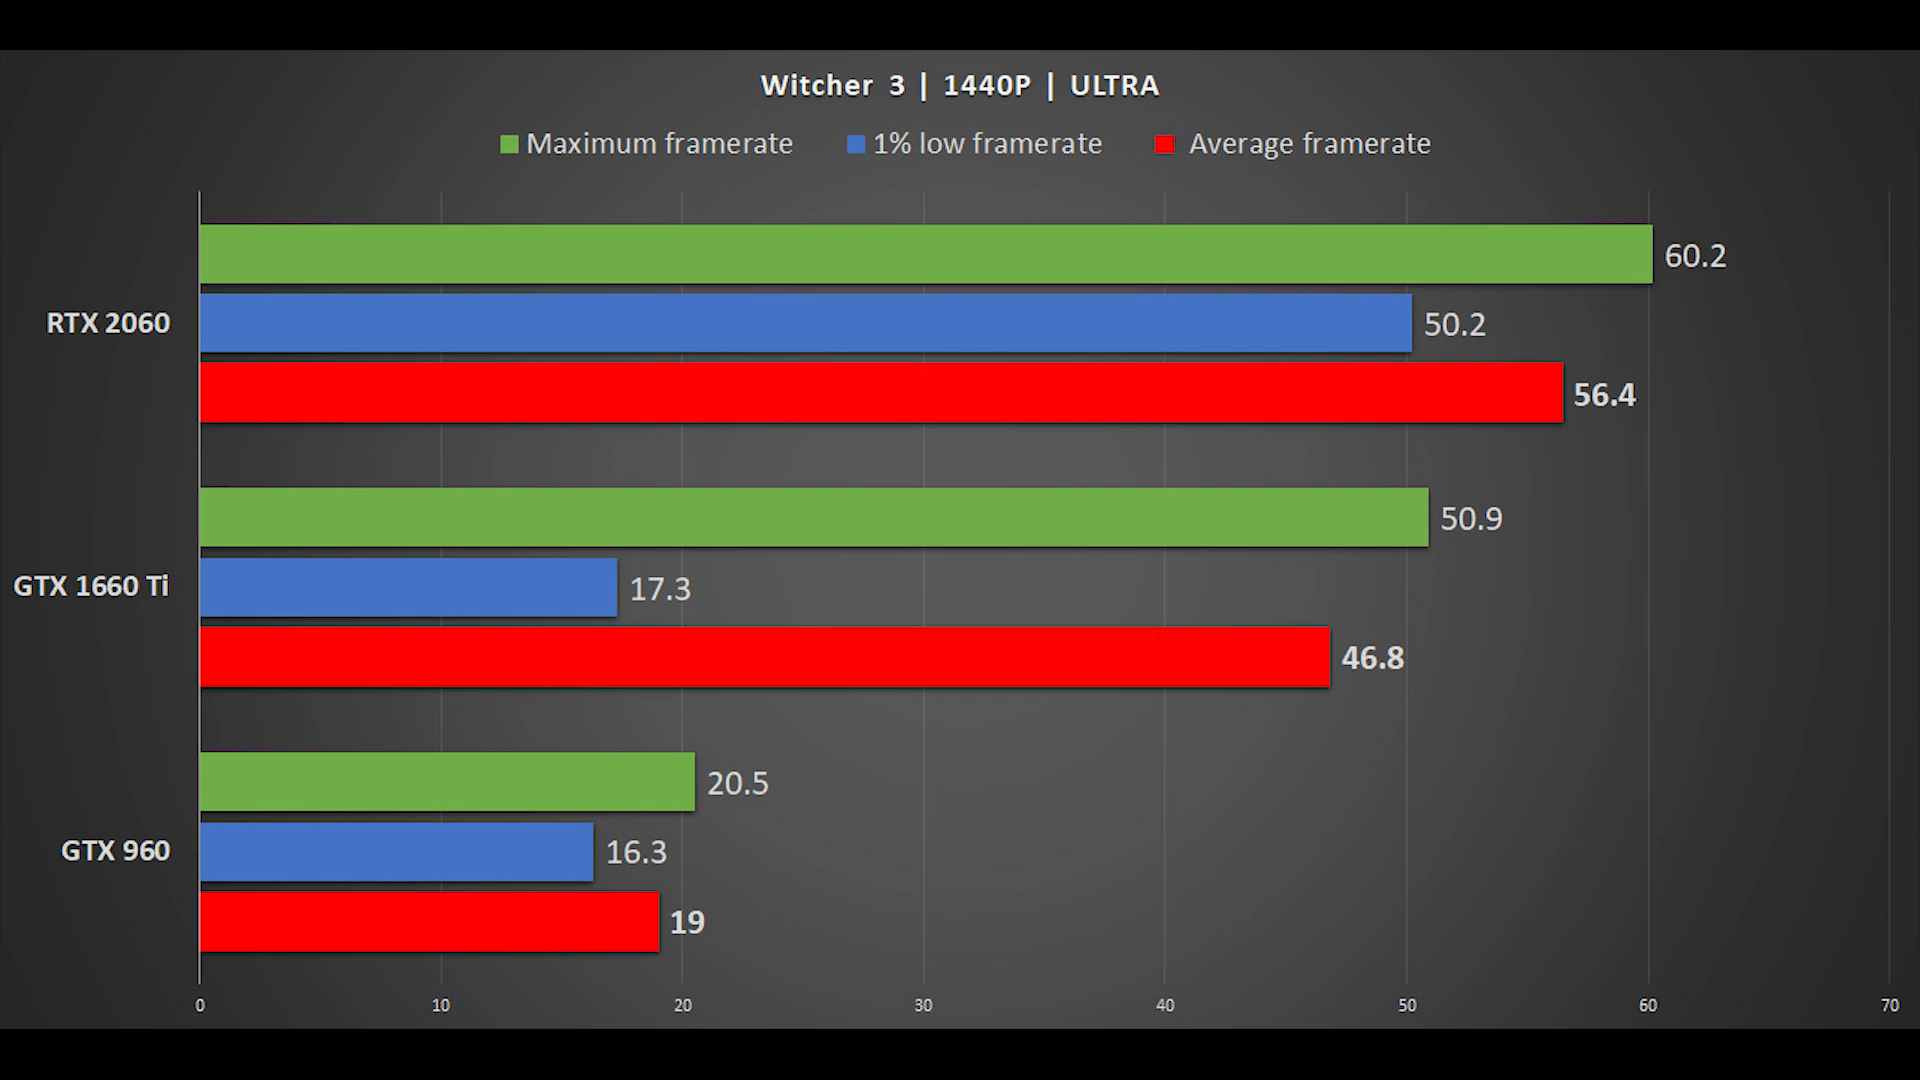 Witcher 3 | 1440P | ULTRA
Maximum framerate 1% low framerate Average framerate
60.2
RTX 2060 50.2
56.4
50.9
GTX 1660 Ti 17.3
46.8
20.5
GTX 960 16.3
19
0 10 20 30 40 50 60 70